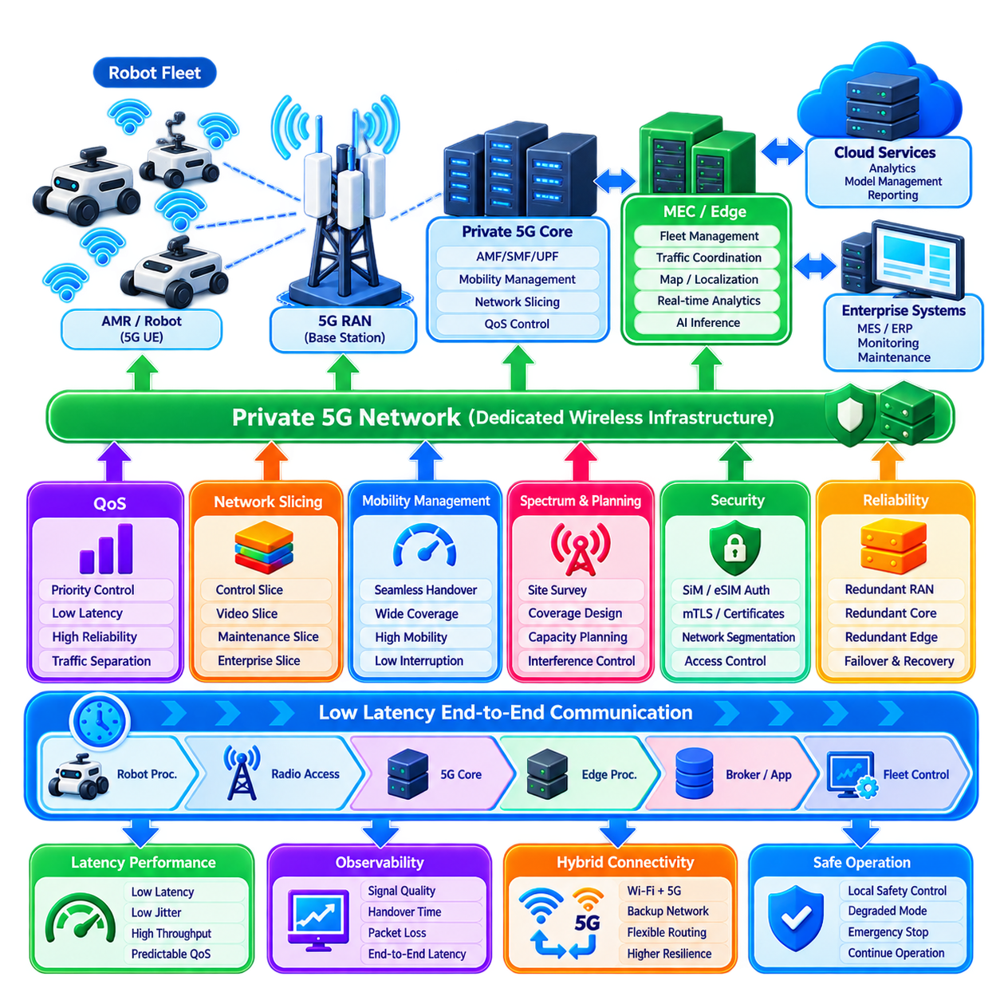 Robot Fleet
AMR / Robot
(5G UE)
5G RAN
(Base Station)
Private 5G Core
AMF/SMF/UPF
Mobility Management
Network Slicing
QoS Control
MEC / Edge
Fleet Management
Traffic Coordination
Map / Localization
Real-time Analytics
AI Inference
Cloud Services
Analytics
Model Management
Reporting
Enterprise Systems
MES / ERP
Monitoring
Maintenance
Private 5G Network (Dedicated Wireless Infrastructure)
QoS
Priority Control
Low Latency
High Reliability
Traffic Separation
Network Slicing
Control Slice
Video Slice
Maintenance Slice
Enterprise Slice
Mobility Management
Seamless Handover
Wide Coverage
High Mobility
Low Interruption
Spectrum & Planning
Site Survey
Coverage Design
Capacity Planning
Interference Control
Security
SiM / eSIM Auth
mTLS / Certificates
Network Segmentation
Access Control
Reliability
Redundant RAN
Redundant Core
Redundant Edge
Failover & Recovery
Low Latency End-to-End Communication
Robot Proc.
Radio Access
5G Core
Edge Proc.
Broker / App
Fleet Control
Latency Performance
Low Latency
Low Jitter
High Throughput
Predictable QoS
Observability
Signal Quality
Handover Time
Packet Loss
End-to-End Latency
Hybrid Connectivity
5G
Wi-Fi + 5G
Backup Network
Flexible Routing
Higher Resilience
Safe Operation
Local Safety Control
Degraded Mode
Emergency Stop
Continue Operation